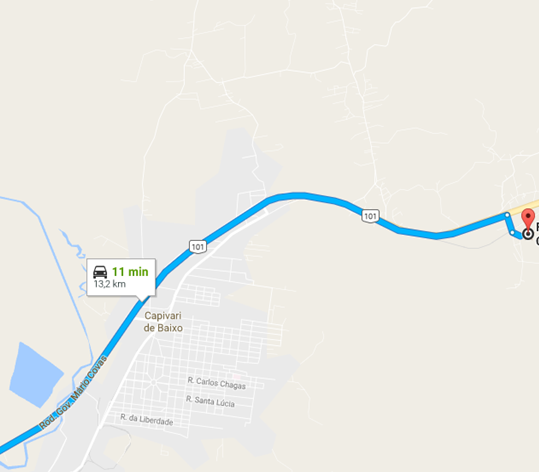 101
101
11 min
13,2 km
Capivari
de Baixo
Rod. Gov. Mário Covas
R. Carlos Chagas
R. Santa Lúcia
R. da Liberdade